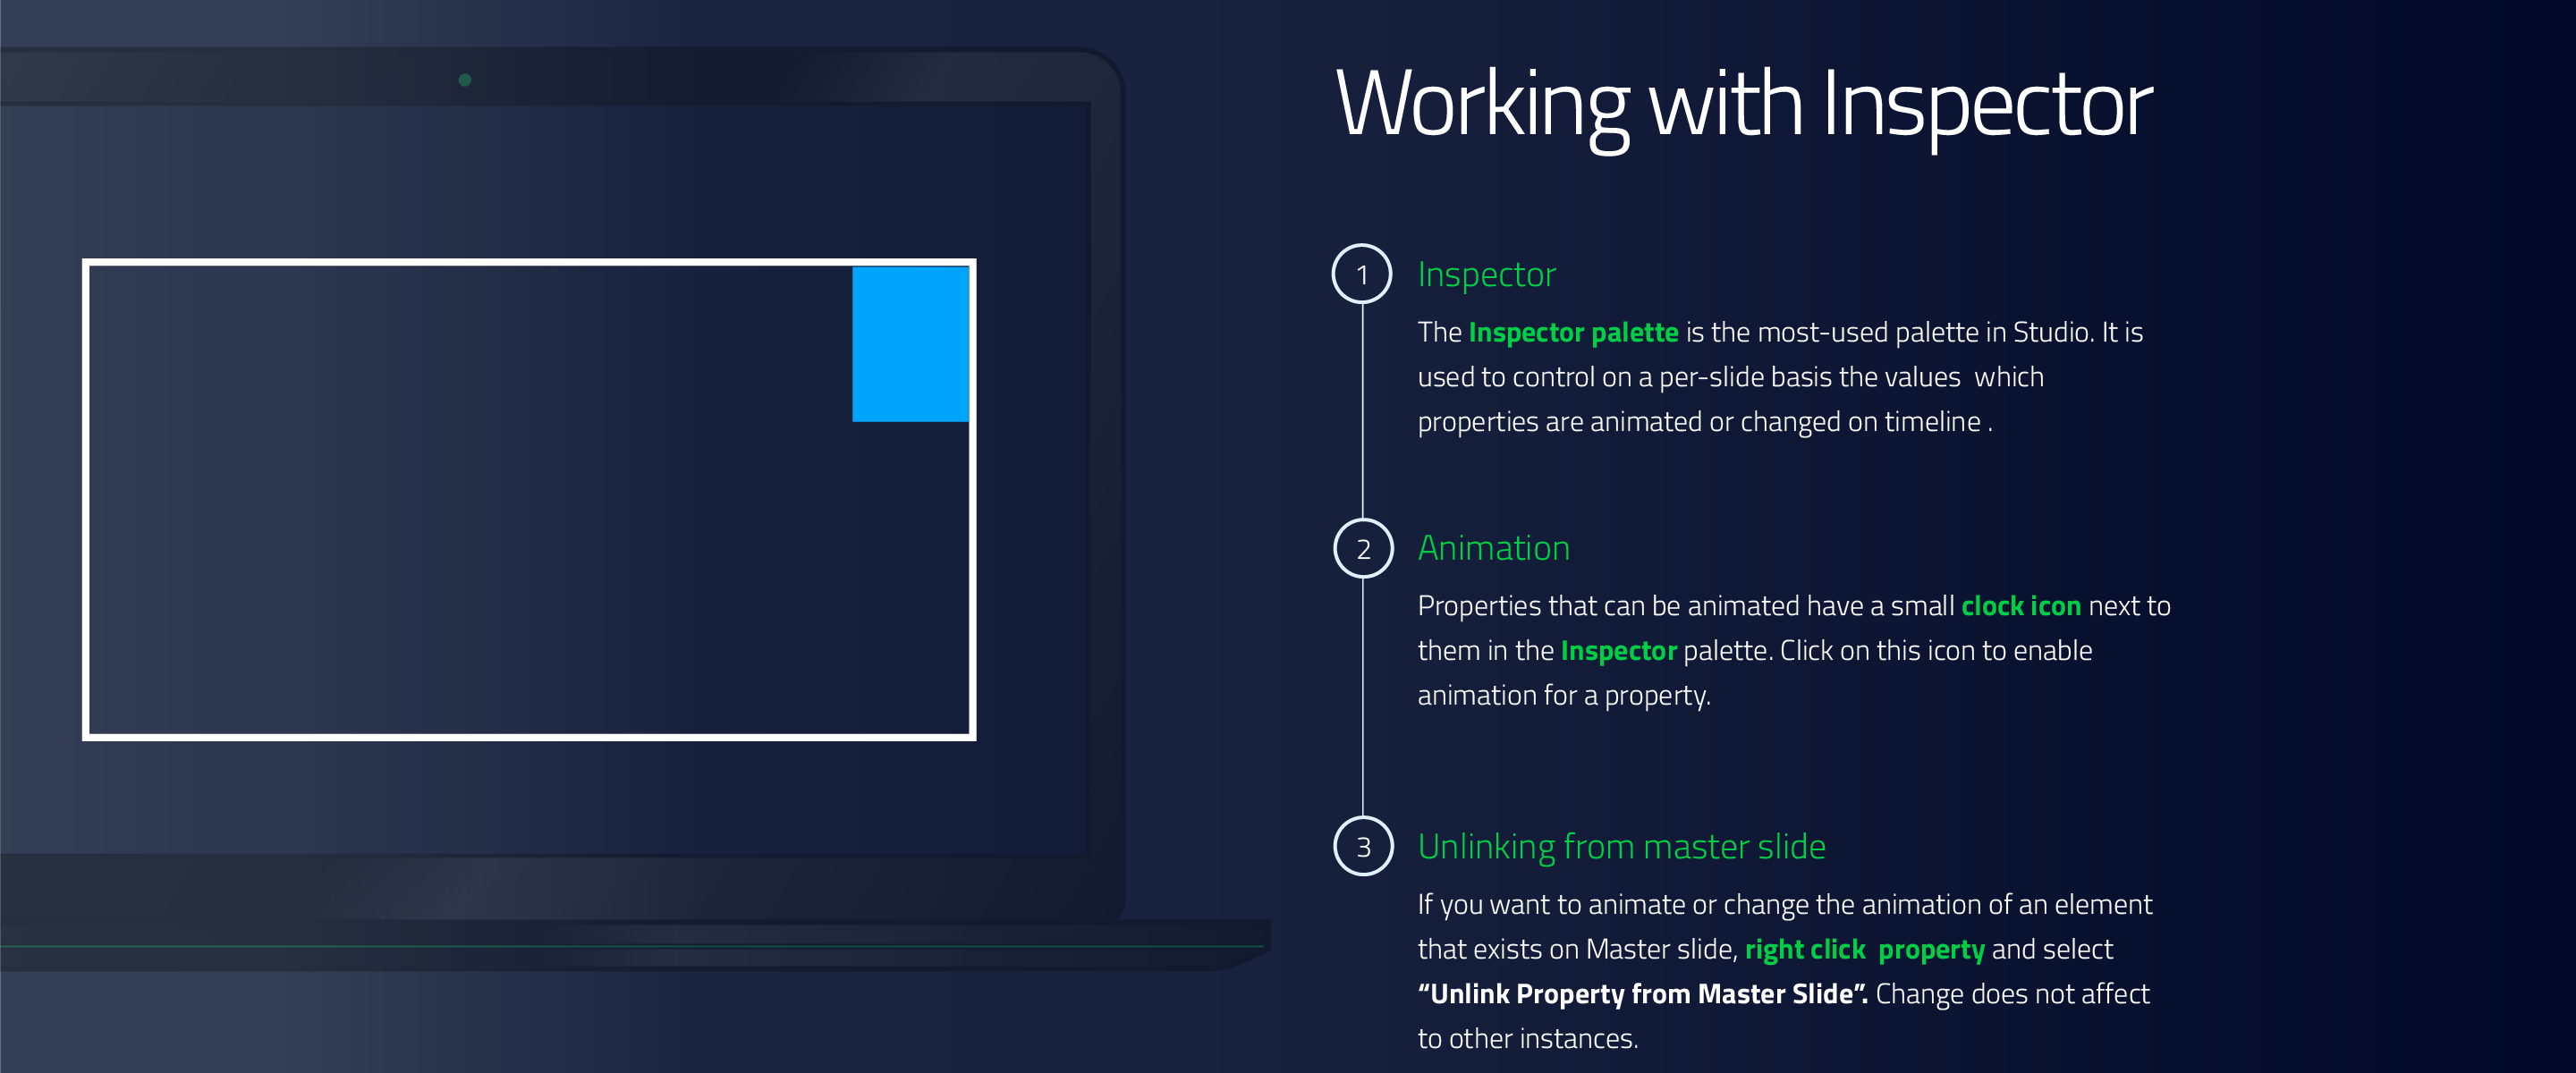 Working with Inspector
1
Inspector
The Inspector palette is the most-used palette in Studio. It is
used to control on a per-slide basis the values  which
properties are animated or changed on timeline .
2
Animation
Properties that can be animated have a small clock icon next to
them in the Inspector palette. Click on this icon to enable
animation for a property.
3
Unlinking from master slide
If you want to animate or change the animation of an element
that exists on Master slide, right click  property and select
“Unlink Property from Master Slide”. Change does not affect
to other instances.